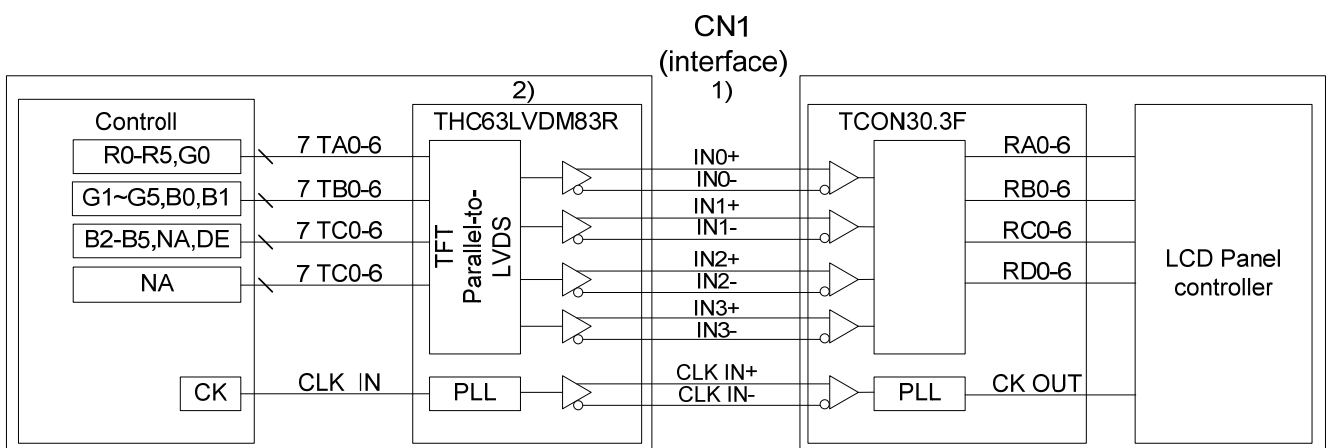 CN1
(interface)
1)
2)
Controll
R0-R5,G0
G1~G5,B0,B1
B2-B5,NA,DE
NA
CK
7 TA0-6
7 TB0-6
7 TC0-6
7 TC0-6
CLK IN
THC63LVDM83R
TFT
Parallel-to-
LVDS
PLL
IN0+
IN0-
IN1+
IN1-
IN2+
IN2-
IN3+
IN3-
CLK IN+
CLK IN-
TCON30.3F
PLL
RA0-6
RB0-6
RC0-6
RD0-6
CK OUT
LCD Panel
controller